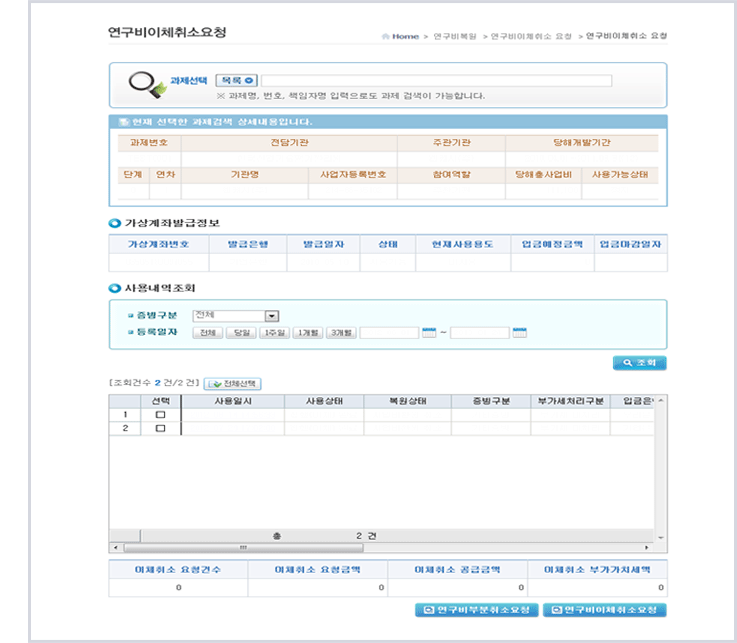 연구비이체취소요청
Home > 연구비복원 > 연구비이체취소 요청 > 연구비이체취소 요청
과제선택 목록
※ 과제명, 번호, 책임자명 입력으로도 과제 검색이 가능합니다.
현재 선택한 과제검색 상세내용입니다.
과제번호 전담기관 주관기관 당해개발기간
단계 연차 기관명 사업자등록번호 참여역할 당해총사업비 사용가능상태
가상계좌발급정보
가상계좌번호 발급은행 발급일자 상태 현재사용용도 입금예정금액 입금마감일자
사용내역조회
증빙구분 전체
등록일자 전체 당일 1주일 1개월 3개월 ~
조회
[조회건수 2 건/2 건] 전체선택
선택 사용일시 사용상태 복원상태 증빙구분 부가세처리구분 입금은
1
2
총 2 건
이체취소 요청건수 이체취소 요청금액 이체취소 공급금액 이체취소 부가가치세액
0 0 0 0
연구비부분취소요청 연구비이체취소요청